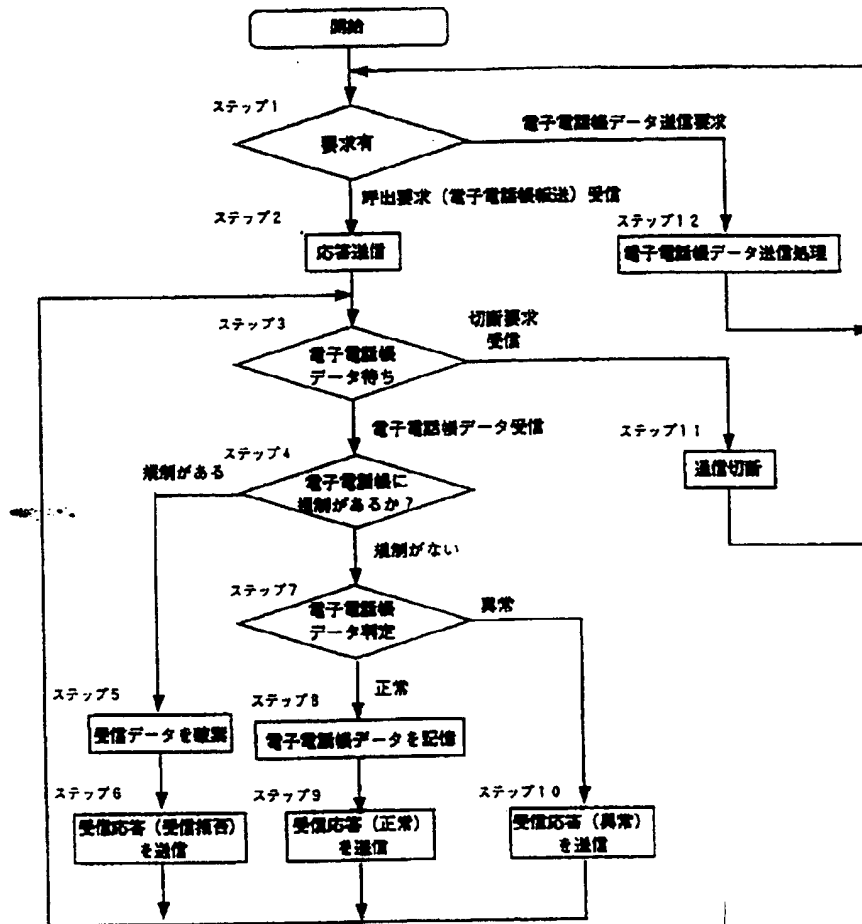 開始
ステップ1
要求有
電子電話帳データ送信要求
呼出要求（電子電話帳転送）受信
ステップ2
応答送信
ステップ12
電子電話帳データ送信処理
ステップ3
電子電話帳
データ待ち
切断要求
受信
電子電話帳データ受信
ステップ11
通信切断
ステップ4
規制がある
電子電話帳に
規制があるか？
規制がない
ステップ7
電子電話帳
データ判定
異常
正常
ステップ5
受信データを破棄
ステップ8
電子電話帳データを記憶
ステップ6
受信応答（受信拒否）
を送信
ステップ9
受信応答（正常）
を送信
ステップ10
受信応答（異常）
を送信